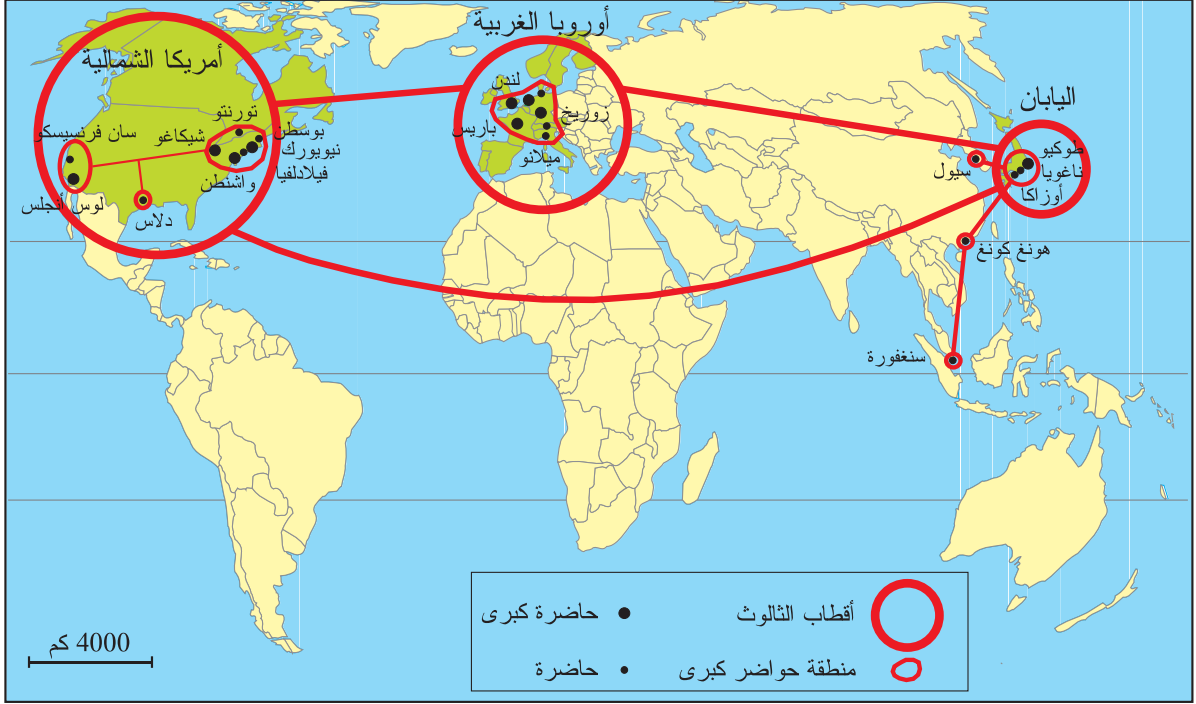 أوروبا الغربية
أمريكا الشمالية
اليابان
لندن
زوريخ
باريس
ميلانو
تورنتو
بوسطن
شيكاغو
نيويورك
فيلادلفيا
واشنطن
سان فرنسيسكو
لوس أنجلس
دلاس
طوكيو
ناغويا
أوزاكا
سيول
هونغ كونغ
سنغفورة
أقطاب الثالوث
حاضرة كبرى
منطقة حواضر كبرى
حاضرة
4000 كم